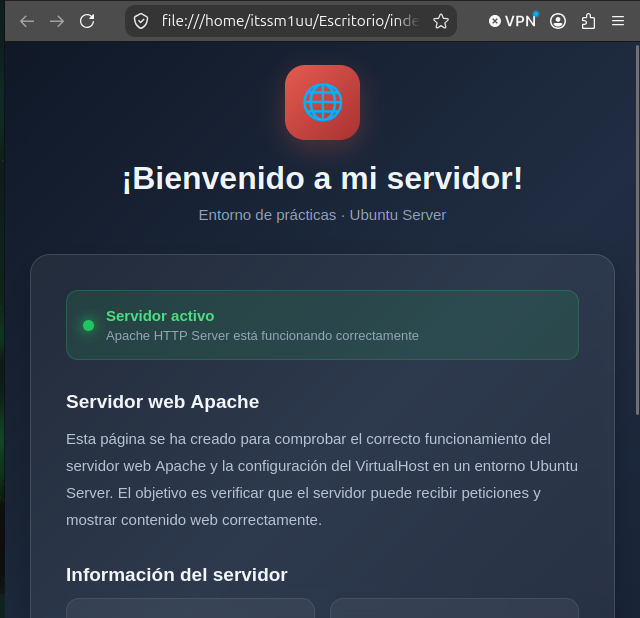 file:///home/itssm1uu/Escritorio/inde
VPN
¡Bienvenido a mi servidor!
Entorno de prácticas · Ubuntu Server
Servidor activo
Apache HTTP Server está funcionando correctamente
Servidor web Apache
Esta página se ha creado para comprobar el correcto funcionamiento del
servidor web Apache y la configuración del VirtualHost en un entorno Ubuntu
Server. El objetivo es verificar que el servidor puede recibir peticiones y
mostrar contenido web correctamente.
Información del servidor